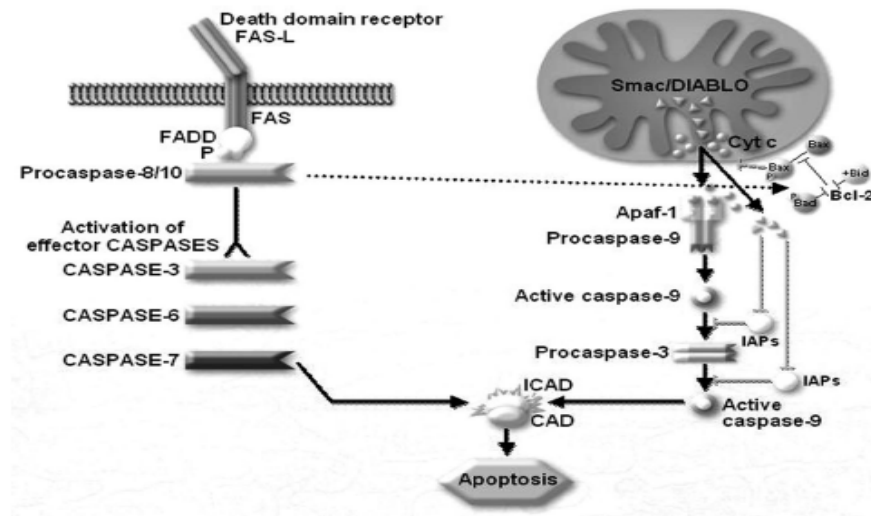 Death domain receptor
FAS-L
FAS
FADD
P
Procaspase-8/10
Activation of
effector CASPASES
CASPASE-3
CASPASE-6
CASPASE-7
Smac/DIABLO
Cyt c
Bax
Bax
P
+Bid
Bcl-2
P
Bad
Apaf-1
Procaspase-9
Active caspase-9
IAPs
Procaspase-3
IAPs
Active
caspase-9
ICAD
CAD
Apoptosis